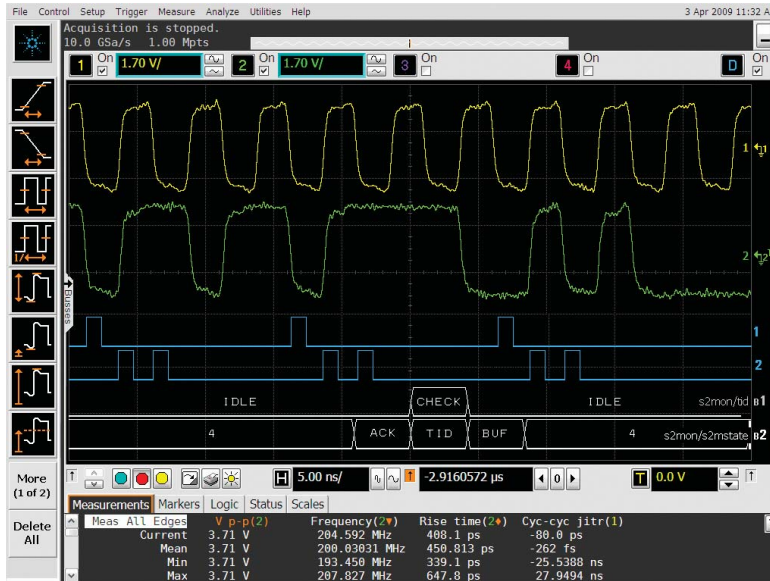 File Control Setup Trigger Measure Analyze Utilities Help 3 Apr 2009 11:32 A
Acquisition is stopped.
10.0 GSa/s 1.00 Mpts
1 On 1.70 V/ 2 On 1.70 V/ 3 On 4 On D On
1
2
Busses
1
2
IDLE CHECK IDLE s2mon/tid B1
4 ACK TID BUF 4 s2mon/s2mstate B2
More
(1 of 2)
Delete
All
H 5.00 ns/ -2.9160572 µs 0 T 0.0 V
Measurements Markers Logic Status Scales
Meas All Edges V p-p(2) Frequency(2▼) Rise time(2♦) Cyc-cyc jitr(1)
Current 3.71 V 204.592 MHz 408.1 ps -80.0 ps
Mean 3.71 V 200.03031 MHz 450.813 ps -262 fs
Min 3.71 V 193.450 MHz 339.1 ps -25.5388 ns
Max 3.71 V 207.827 MHz 647.8 ps 27.9494 ns